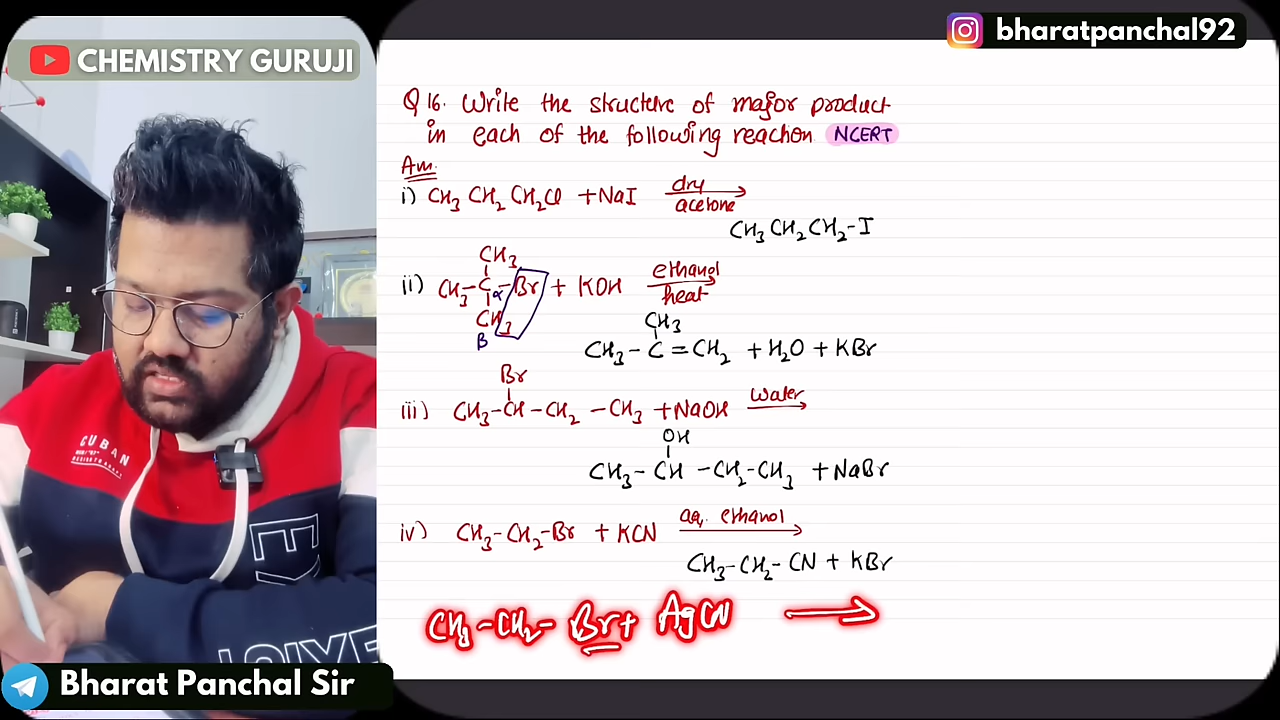 CHEMISTRY GURUJI
bharatpanchal92
Q16. Write the structure of major product
in each of the following reaction NCERT
Ans.
i) CH3 CH2 CH2Cl + NaI dry acetone
CH3 CH2 CH2-I
CH3
ii) CH3-C-Br + KOH ethanol heat
α
CH3
β
CH3
CH3-C=CH2 + H2O + KBr
Br
iii) CH3-CH-CH2-CH3 + NaOH water
OH
CH3-CH-CH2-CH3 + NaBr
iv) CH3-CH2-Br + KCN aq. ethanol
CH3-CH2-CN + KBr
CH3-CH2-Br + AgCN →
CUBAN
Bharat Panchal Sir